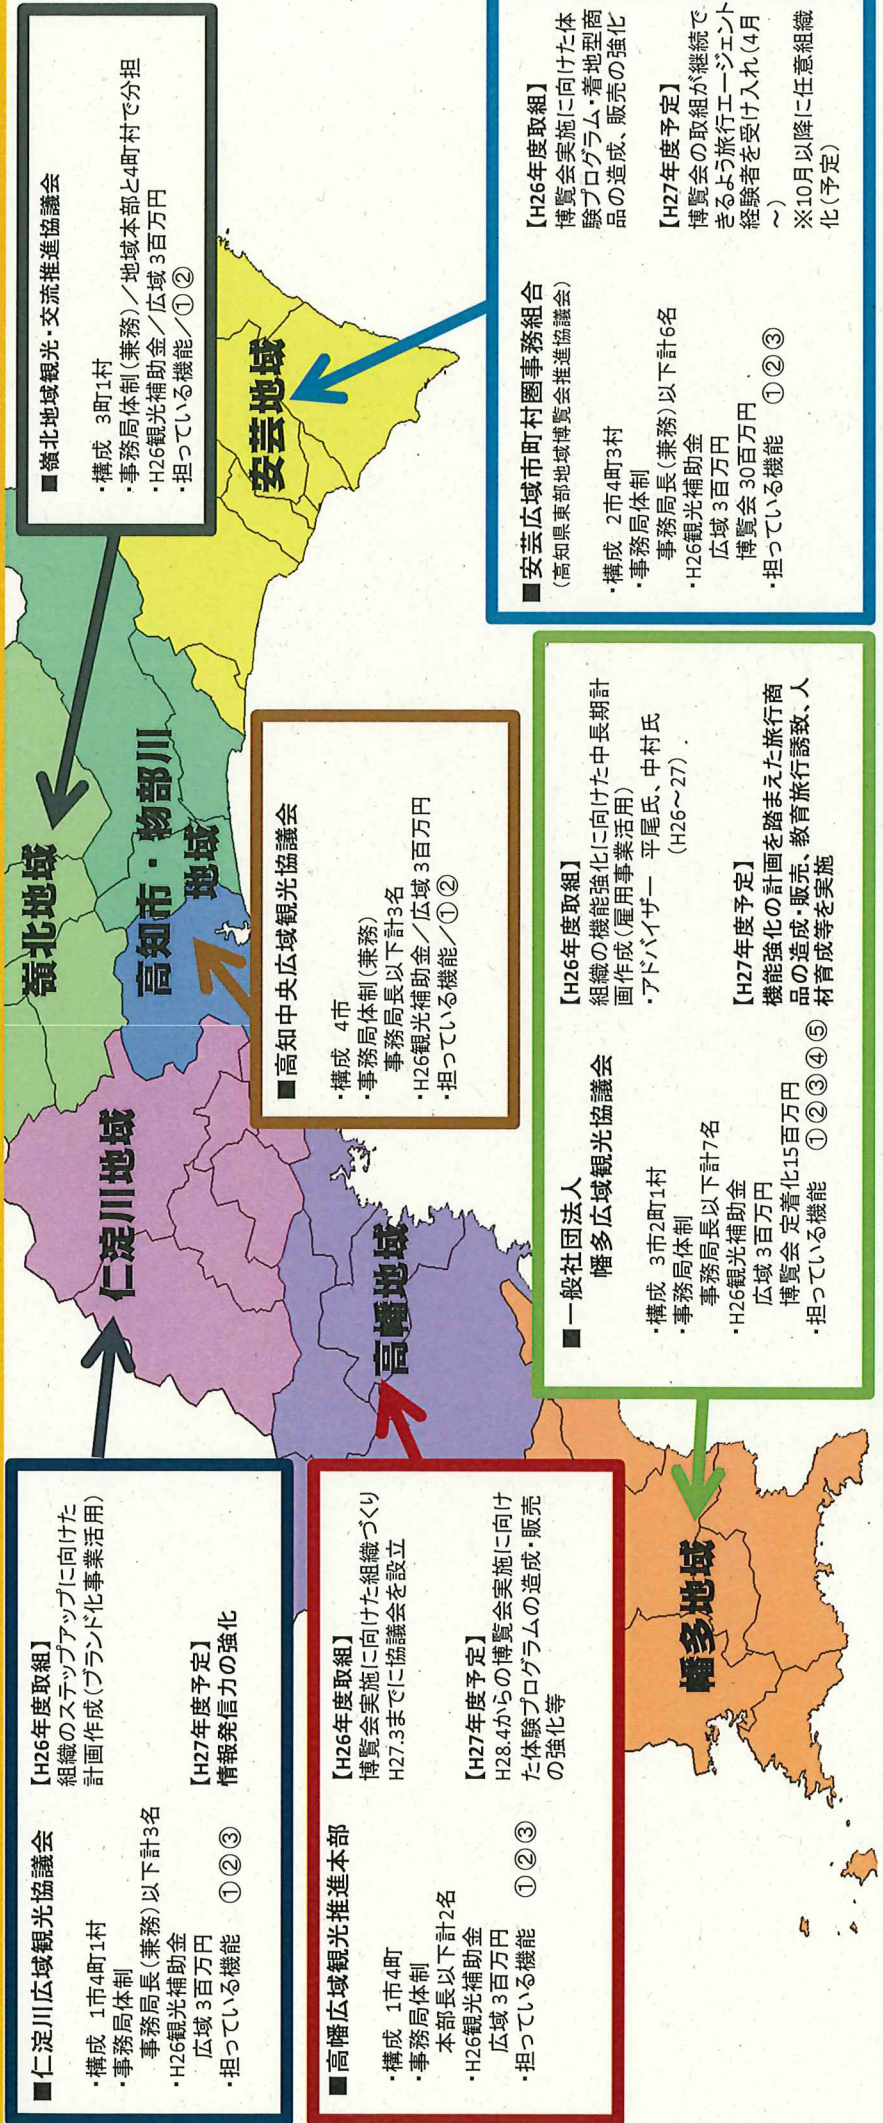 ■仁淀川広域観光協議会
・構成 1市4町1村
・事務局体制
事務局長(兼務)以下計3名
・H26観光補助金
広域 3百万円
・担っている機能 ①②③
【H26年度取組】
組織のステップアップに向けた
計画作成(ブランド化事業活用)
【H27年度予定】
情報発信力の強化
■高幡広域観光推進本部
・構成 1市4町
・事務局体制
本部長以下計2名
・H26観光補助金
広域 3百万円
・担っている機能 ①②③
【H26年度取組】
博覧会実施に向けた組織づくり
H27.3までに協議会を設立
【H27年度予定】
H28.4からの博覧会実施に向け
た体験プログラムの造成・販売
の強化等
仁淀川地域
高幡地域
幡多地域
嶺北地域
高知市・物部川
地域
安芸地域
■高知中央広域観光協議会
・構成 4市
・事務局体制(兼務)
事務局長以下計3名
・H26観光補助金/広域 3百万円
・担っている機能/①②
■一般社団法人
幡多広域観光協議会
・構成 3市2町1村
・事務局体制
事務局長以下計7名
・H26観光補助金
広域 3百万円
博覧会 定着化15百万円
・担っている機能 ①②③④⑤
【H26年度取組】
組織の機能強化に向けた中長期計
画作成(雇用事業活用)
・アドバイザー 平尾氏、中村氏
(H26~27)
【H27年度予定】
機能強化の計画を踏まえた旅行商
品の造成・販売、教育旅行誘致、人
材育成等を実施
■嶺北地域観光・交流推進協議会
・構成 3町1村
・事務局体制(兼務)/地域本部と4町村で分担
・H26観光補助金/広域 3百万円
・担っている機能/①②
■安芸広域市町村圏事務組合
(高知県東部地域博覧会推進協議会)
・構成 2市4町3村
・事務局体制
事務局長(兼務)以下計6名
・H26観光補助金
広域 3百万円
博覧会 30百万円
・担っている機能 ①②③
【H26年度取組】
博覧会実施に向けた体
験プログラム・着地型商
品の造成、販売の強化
【H27年度予定】
博覧会の取組が継続で
きるよう旅行エージェント
経験者を受け入れ(4月
~)
※10月以降に任意組織
化(予定)